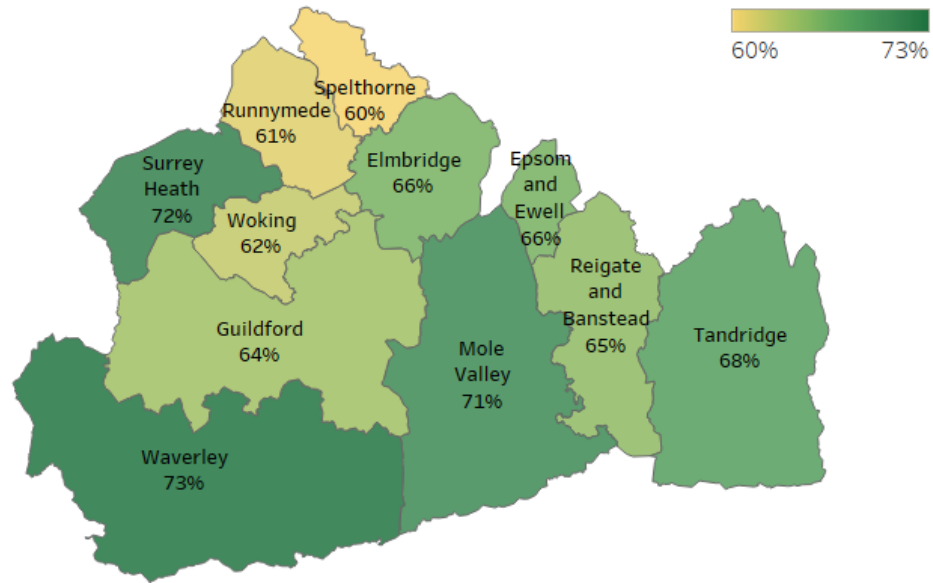 60%
73%
Spelthorne
60%
Runnymede
61%
Elmbridge
66%
Epsom
and
Ewell
66%
Surrey
Heath
72%
Woking
62%
Reigate
and
Banstead
65%
Guildford
64%
Mole
Valley
71%
Tandridge
68%
Waverley
73%